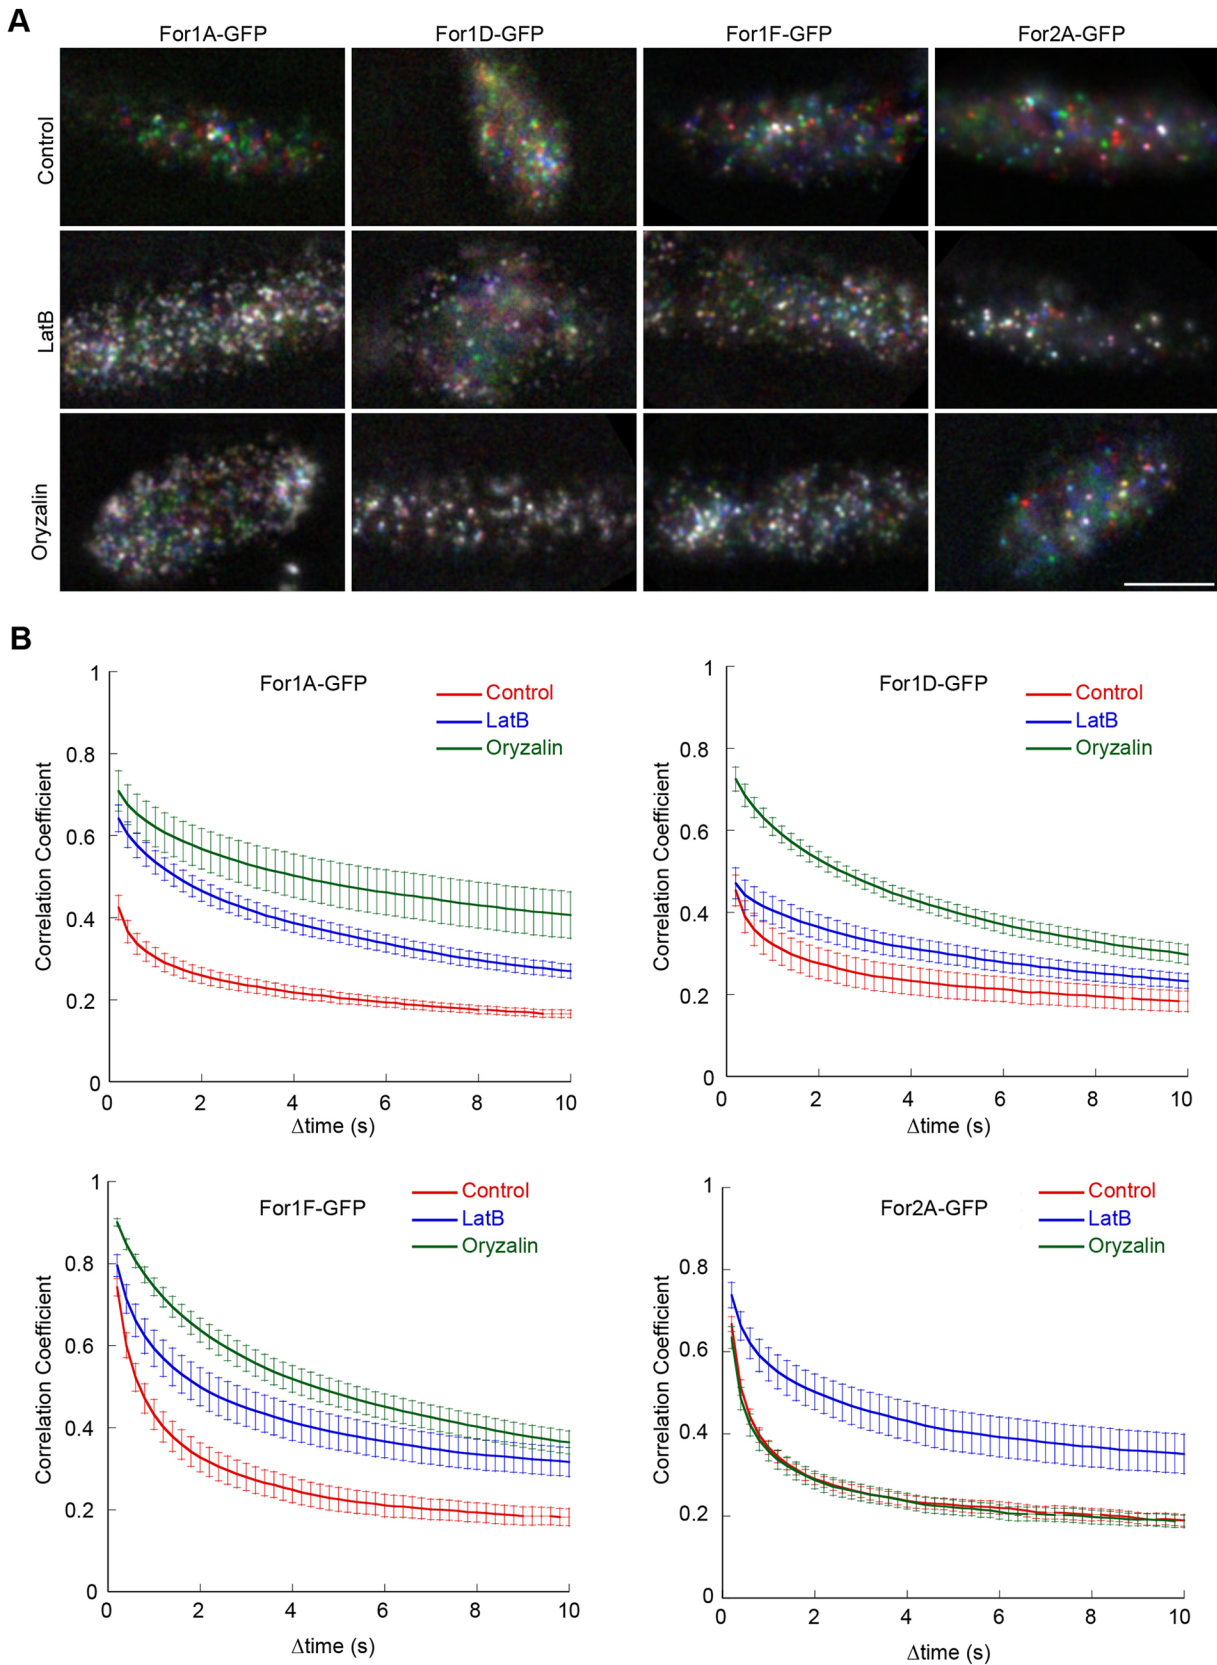 A
For1A-GFP For1D-GFP For1F-GFP For2A-GFP
Control
LatB
Oryzalin
B
For1A-GFP
Control
LatB
Oryzalin
Correlation Coefficient
1
0.8
0.6
0.4
0.2
0
0 2 4 6 8 10
Δtime (s)
For1D-GFP
Control
LatB
Oryzalin
Correlation Coefficient
1
0.8
0.6
0.4
0.2
0
0 2 4 6 8 10
Δtime (s)
For1F-GFP
Control
LatB
Oryzalin
Correlation Coefficient
1
0.8
0.6
0.4
0.2
0
0 2 4 6 8 10
Δtime (s)
For2A-GFP
Control
LatB
Oryzalin
Correlation Coefficient
1
0.8
0.6
0.4
0.2
0
0 2 4 6 8 10
Δtime (s)